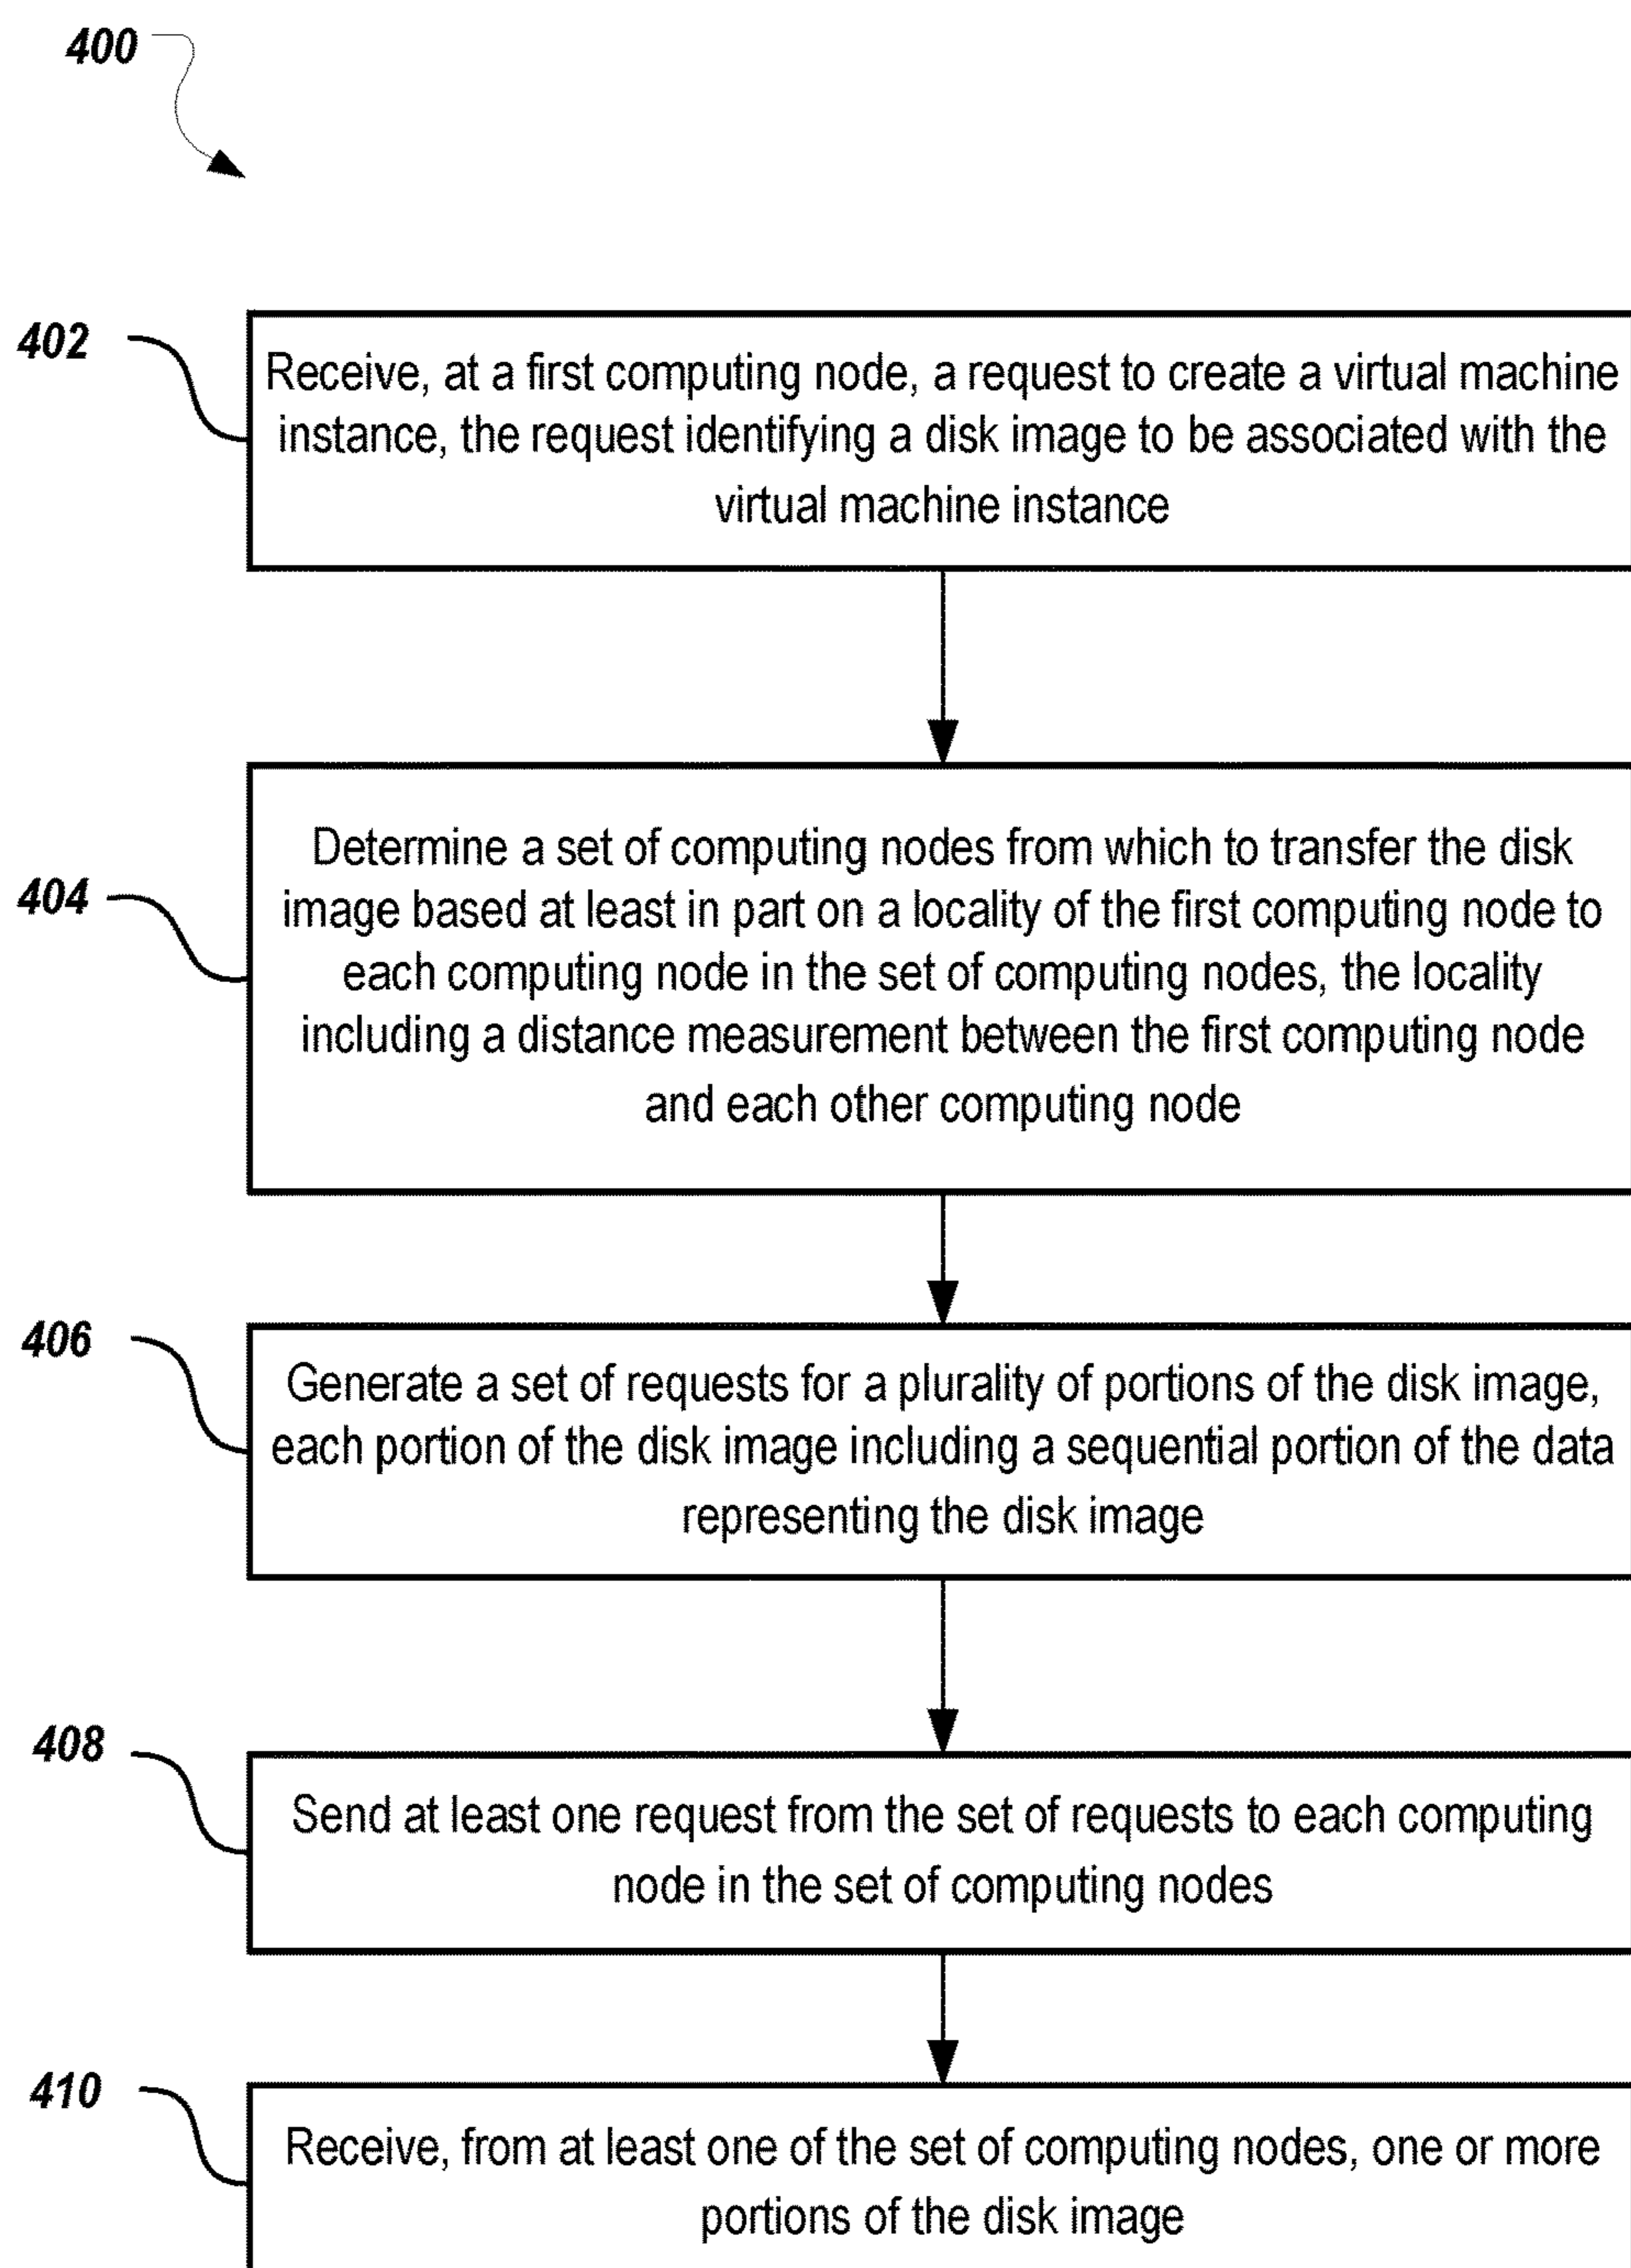 400
402
Receive, at a first computing node, a request to create a virtual machine
instance, the request identifying a disk image to be associated with the
virtual machine instance
404
Determine a set of computing nodes from which to transfer the disk
image based at least in part on a locality of the first computing node to
each computing node in the set of computing nodes, the locality
including a distance measurement between the first computing node
and each other computing node
406
Generate a set of requests for a plurality of portions of the disk image,
each portion of the disk image including a sequential portion of the data
representing the disk image
408
Send at least one request from the set of requests to each computing
node in the set of computing nodes
410
Receive, from at least one of the set of computing nodes, one or more
portions of the disk image